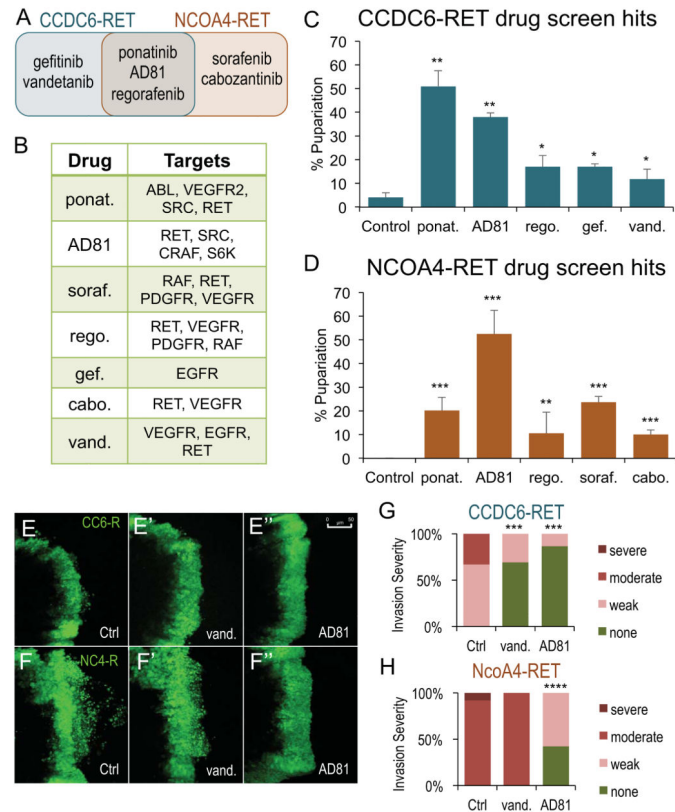 A
CCDC6-RET
NCOA4-RET
gefitinib
vandetanib
ponatinib
AD81
regorafenib
sorafenib
cabozantinib
B
Drug
Targets
ponat.
ABL, VEGFR2,
SRC, RET
AD81
RET, SRC,
CRAF, S6K
soraf.
RAF, RET,
PDGFR, VEGFR
rego.
RET, VEGFR,
PDGFR, RAF
gef.
EGFR
cabo.
RET, VEGFR
vand.
VEGFR, EGFR,
RET
C
CCDC6-RET drug screen hits
% Pupariation
70
60
50
40
30
20
10
0
**
**
*
*
*
Control
ponat.
AD81
rego.
gef.
vand.
D
NCOA4-RET drug screen hits
% Pupariation
70
60
50
40
30
20
10
0
***
***
**
***
***
Control
ponat.
AD81
rego.
soraf.
cabo.
E
CC6-R
Ctrl
E'
vand.
E"
0 µm 50
AD81
F
NC4-R
Ctrl
F'
vand.
F"
AD81
G
CCDC6-RET
Invasion Severity
100%
50%
0%
***
***
Ctrl
vand.
AD81
severe
moderate
weak
none
H
NcoA4-RET
Invasion Severity
100%
50%
0%
****
Ctrl
vand.
AD81
severe
moderate
weak
none